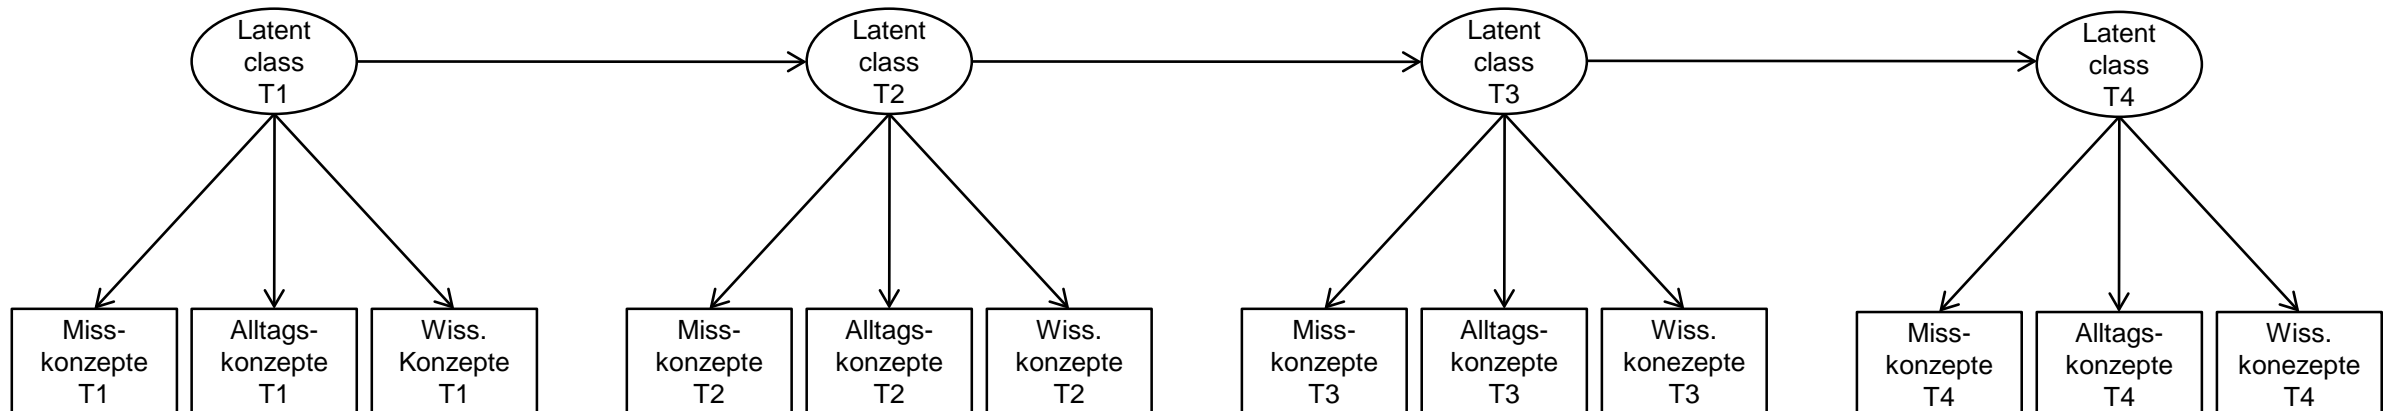 Latent
class
T1
Latent
class
T2
Latent
class
T3
Latent
class
T4
Miss-
konzepte
T1
Alltags-
konzepte
T1
Wiss.
Konzepte
T1
Miss-
konzepte
T2
Alltags-
konzepte
T2
Wiss.
konzepte
T2
Miss-
konzepte
T3
Alltags-
konzepte
T3
Wiss.
konezepte
T3
Miss-
konzepte
T4
Alltags-
konzepte
T4
Wiss.
konezepte
T4